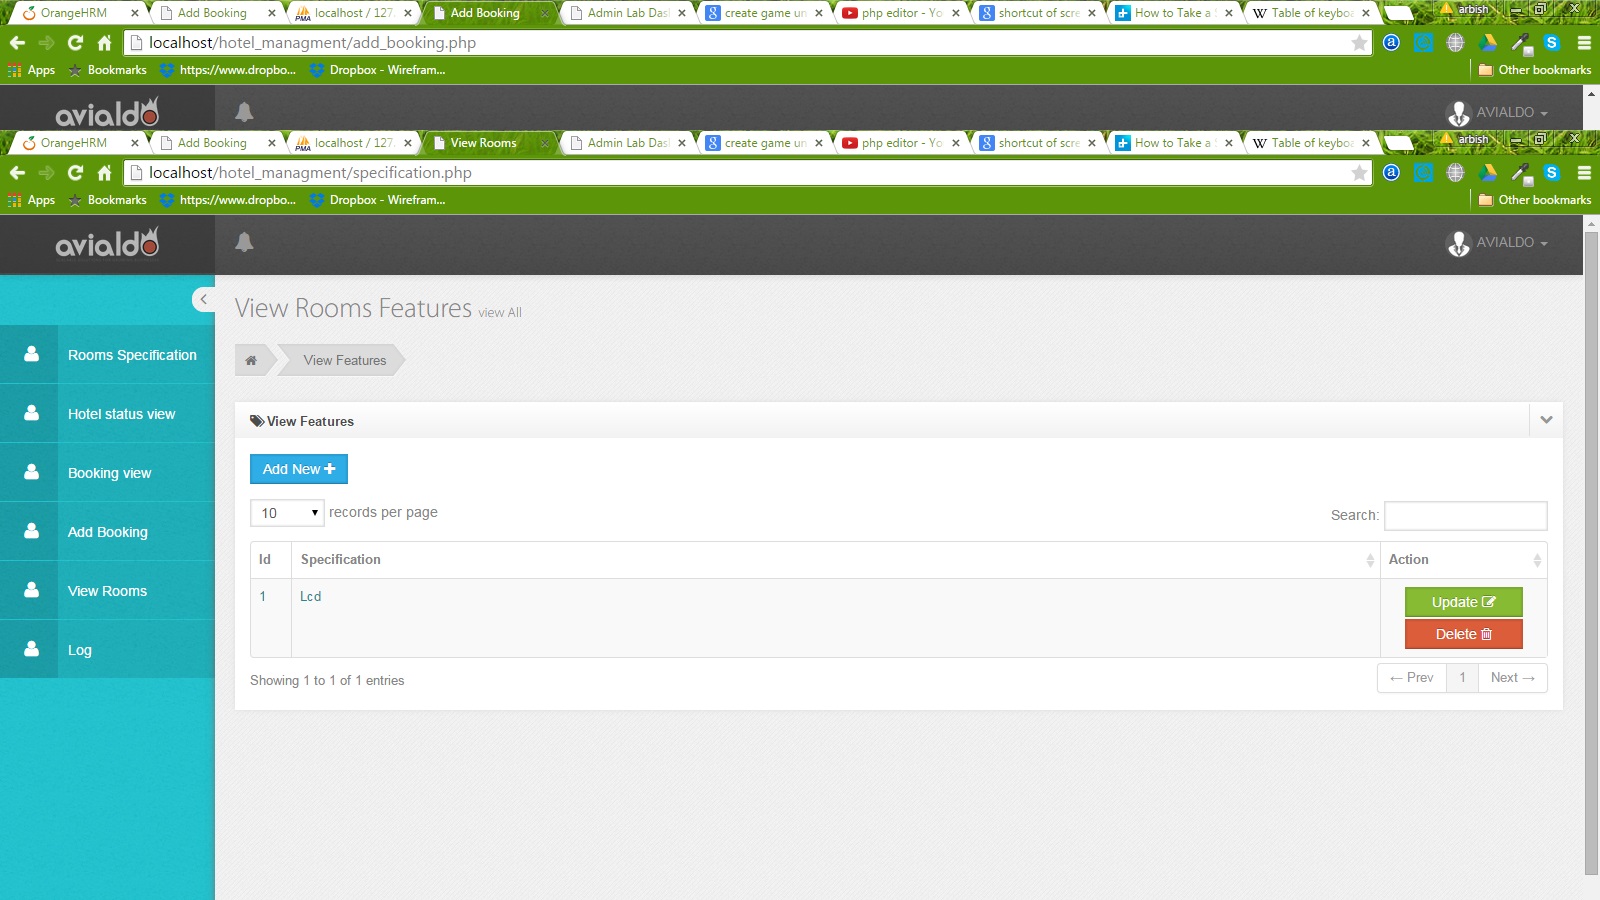 OrangeHRM Add Booking localhost / 127. Add Booking Admin Lab Das create game un php editor - Yo shortcut of scre How to Take a S Table of keyboa arbish
localhost/hotel_managment/add_booking.php
Apps Bookmarks https://www.dropbo... Dropbox - Wirefram... Other bookmarks
avialdo AVIALDO
OrangeHRM Add Booking localhost / 127. View Rooms Admin Lab Das create game un php editor - Yo shortcut of scre How to Take a S Table of keyboa arbish
localhost/hotel_managment/specification.php
Apps Bookmarks https://www.dropbo... Dropbox - Wirefram... Other bookmarks
avialdo AVIALDO
View Rooms Features view All
View Features
Rooms Specification
Hotel status view
Booking view
Add Booking
View Rooms
Log
View Features
Add New
10 records per page
Search:
Id Specification Action
1 Lcd Update
Delete
Showing 1 to 1 of 1 entries
← Prev 1 Next →